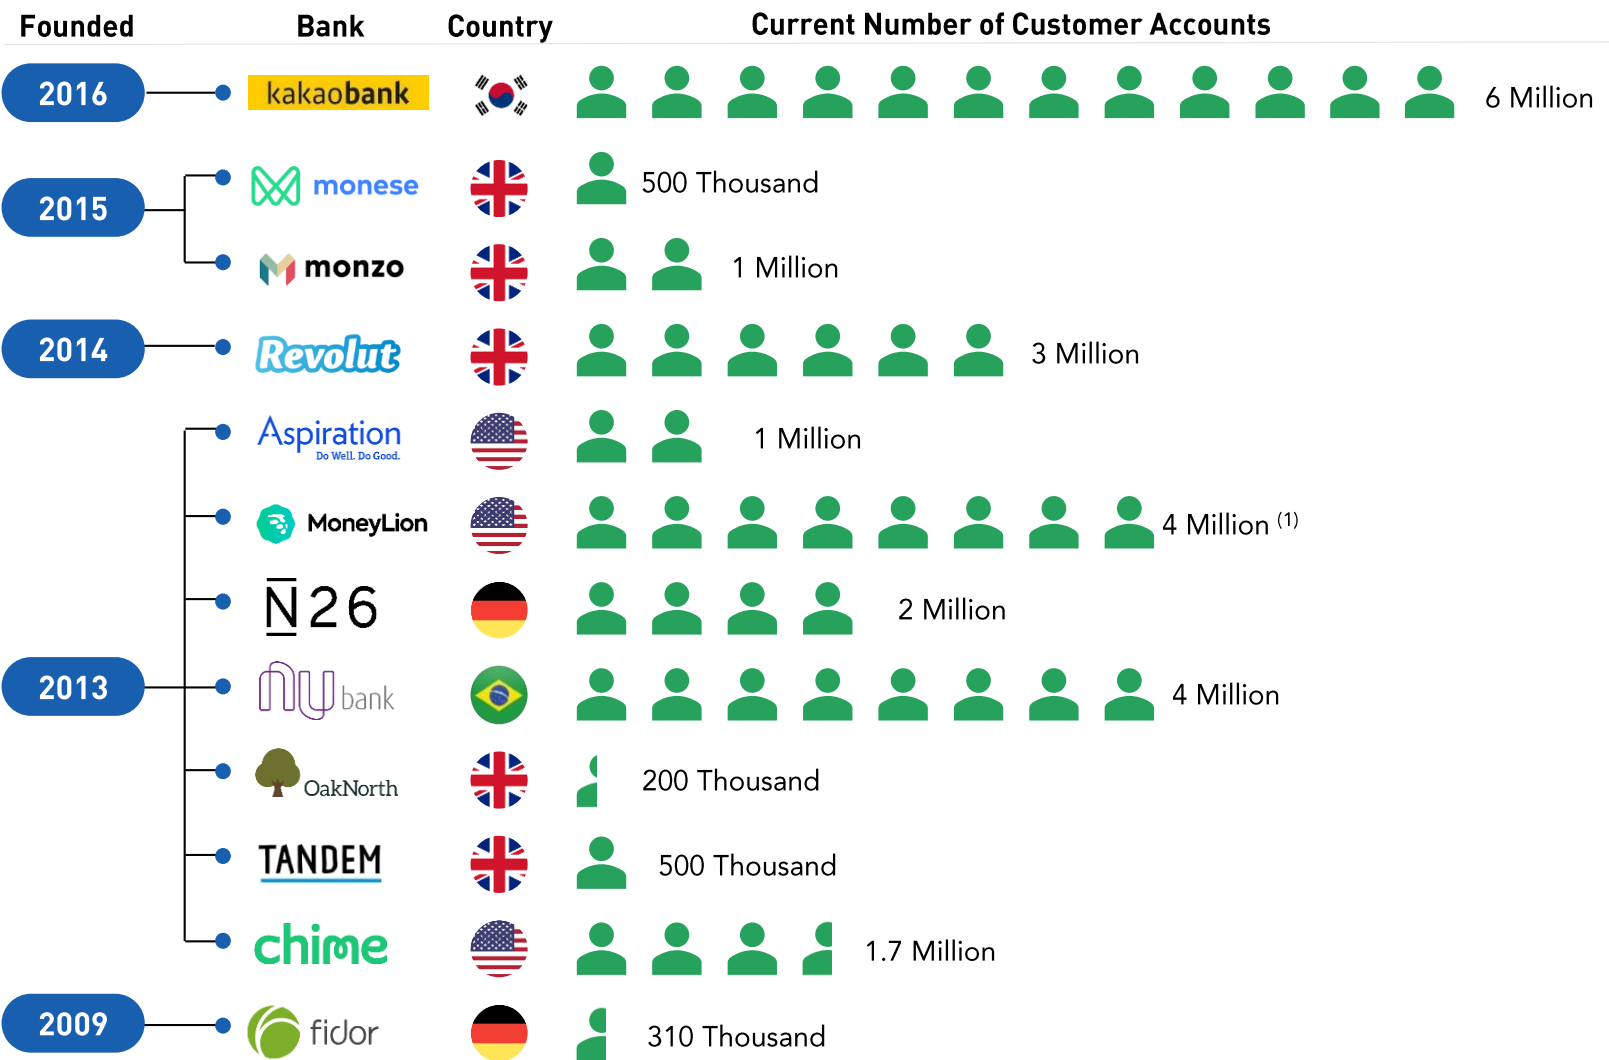 Founded Bank Country Current Number of Customer Accounts
2016 kakaobank 6 Million
monese 500 Thousand
2015
monzo 1 Million
2014 Revolut 3 Million
Aspiration 1 Million
Do Well. Do Good.
MoneyLion 4 Million (1)
N26 2 Million
2013 nu bank 4 Million
OakNorth 200 Thousand
TANDEM 500 Thousand
chime 1.7 Million
2009 fidor 310 Thousand